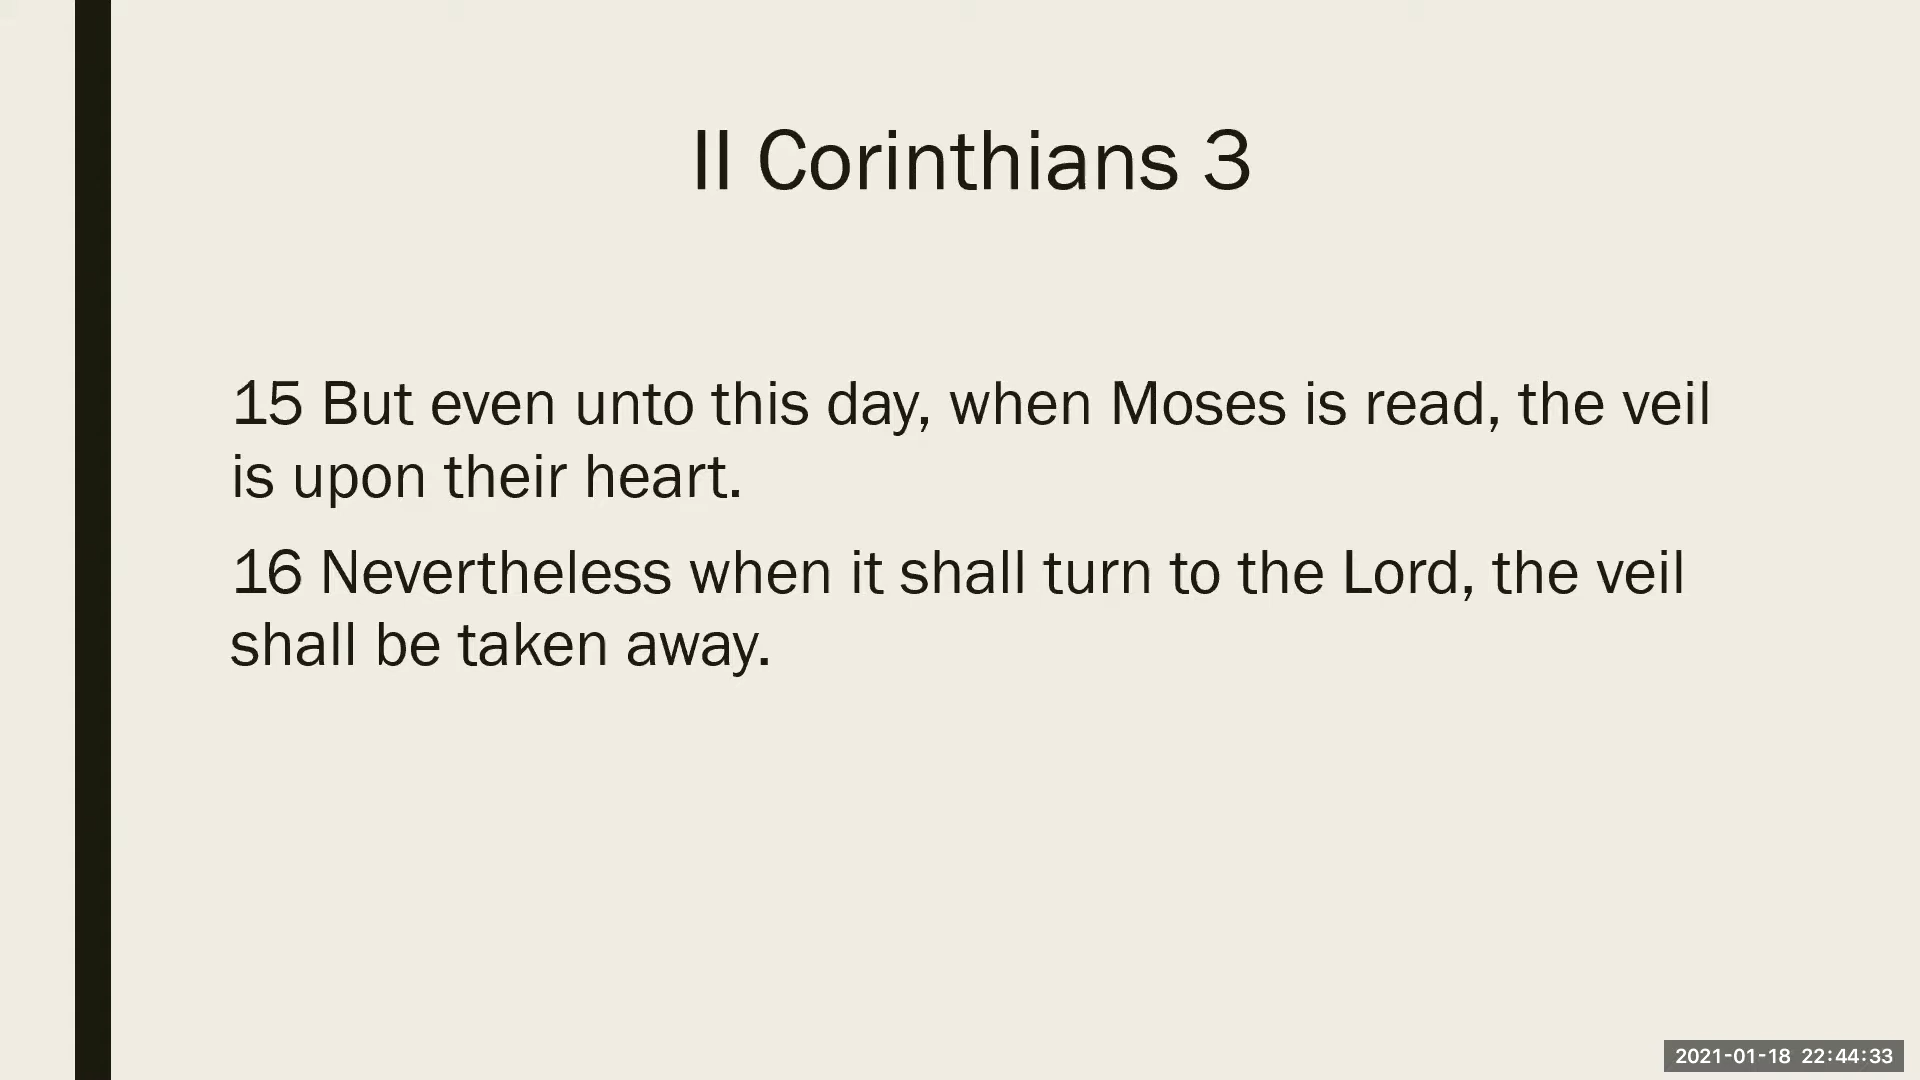 II Corinthians 3
15 But even unto this day, when Moses is read, the veil
is upon their heart.
16 Nevertheless when it shall turn to the Lord, the veil
shall be taken away.
2021-01-18 22:44:33